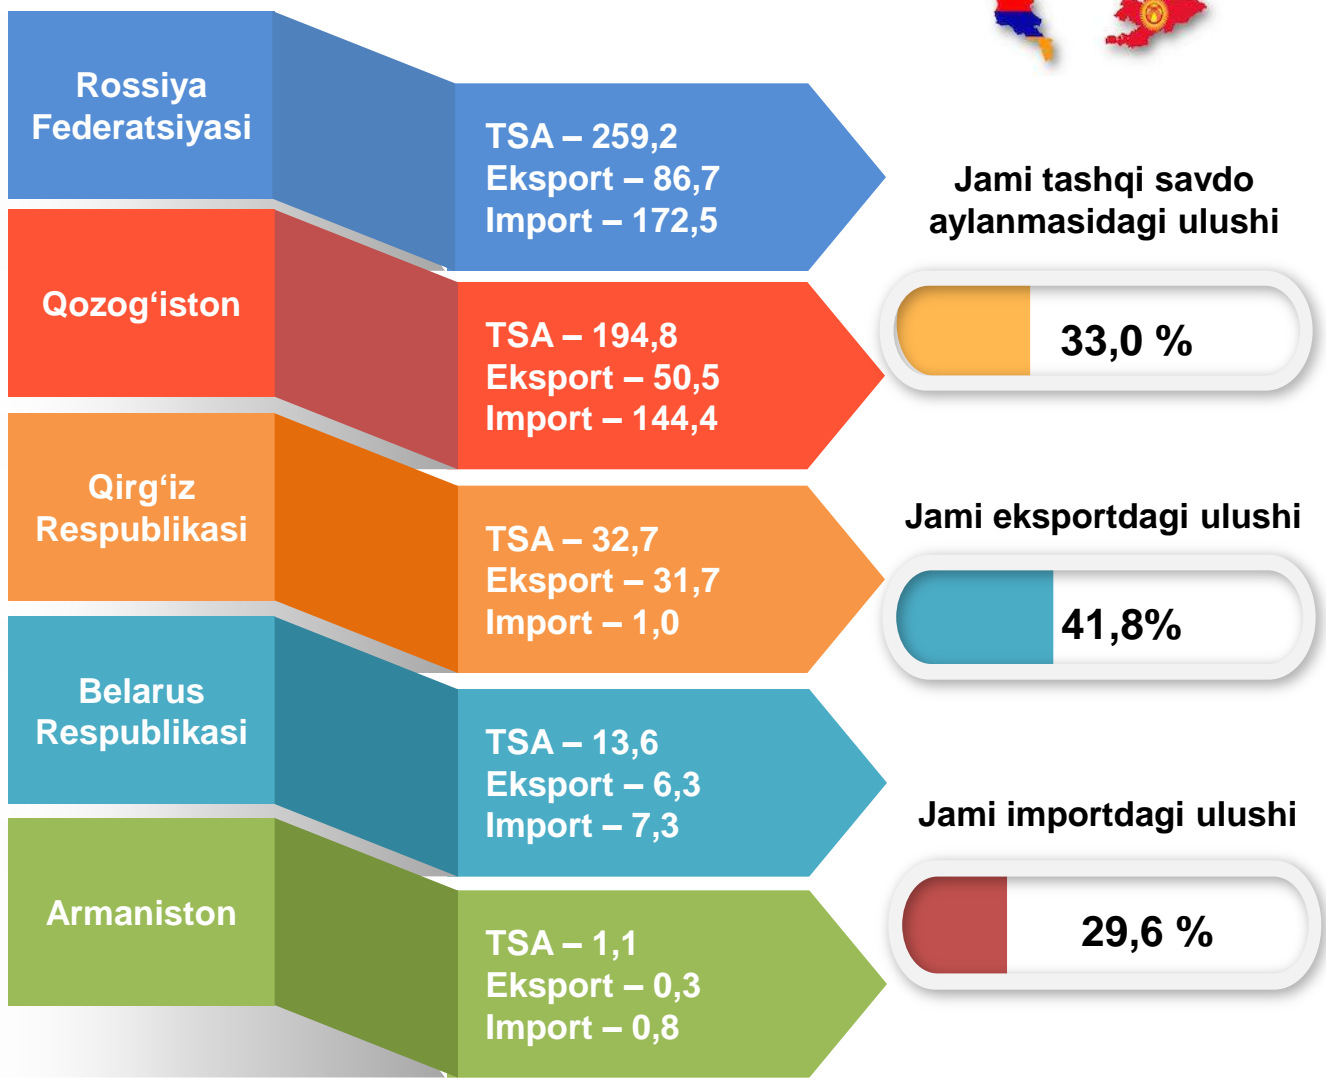 Rossiya
Federatsiyasi
TSA – 259,2
Eksport – 86,7
Import – 172,5
Qozog‘iston
TSA – 194,8
Eksport – 50,5
Import – 144,4
Qirg‘iz
Respublikasi
TSA – 32,7
Eksport – 31,7
Import – 1,0
Belarus
Respublikasi
TSA – 13,6
Eksport – 6,3
Import – 7,3
Armaniston
TSA – 1,1
Eksport – 0,3
Import – 0,8
Jami tashqi savdo
aylanmasidagi ulushi
33,0 %
Jami eksportdagi ulushi
41,8%
Jami importdagi ulushi
29,6 %